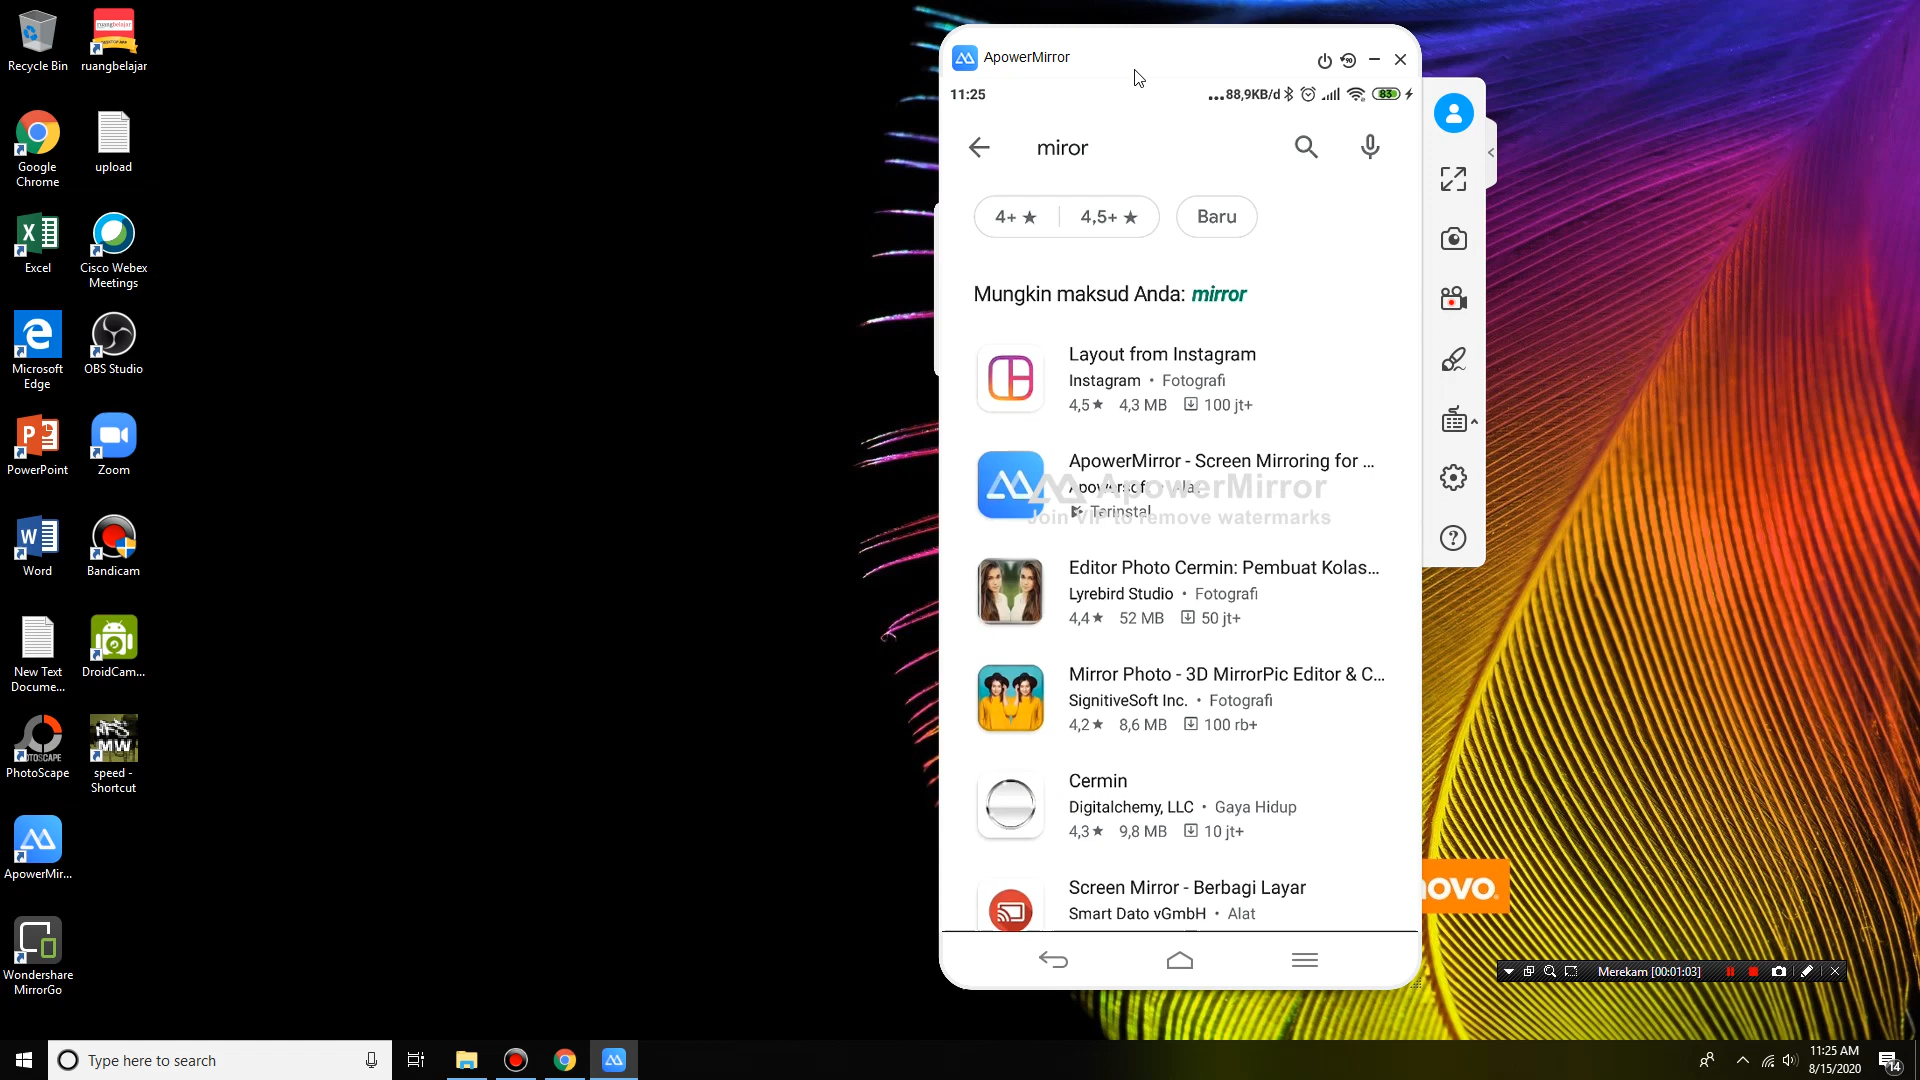 Recycle Bin
ruangbelajar
Google
Chrome
upload
Excel
Cisco Webex
Meetings
Microsoft
Edge
OBS Studio
PowerPoint
Zoom
Word
Bandicam
New Text
Docume...
DroidCam...
PhotoScape
speed -
Shortcut
ApowerMir...
Wondershare
MirrorGo
ApowerMirror
11:25
...88,9KB/d
83
miror
4+ ★
4,5+ ★
Baru
Mungkin maksud Anda: mirror
Layout from Instagram
Instagram • Fotografi
4,5★ 4,3 MB 100 jt+
ApowerMirror - Screen Mirroring for ...
Apowersoft • Alat
Terinstal
ApowerMirror
Join VIP to remove watermarks
Editor Photo Cermin: Pembuat Kolas...
Lyrebird Studio • Fotografi
4,4★ 52 MB 50 jt+
Mirror Photo - 3D MirrorPic Editor & C...
SignitiveSoft Inc. • Fotografi
4,2★ 8,6 MB 100 rb+
Cermin
Digitalchemy, LLC • Gaya Hidup
4,3★ 9,8 MB 10 jt+
Screen Mirror - Berbagi Layar
Smart Dato vGmbH • Alat
ovo.
Merekam [00:01:03]
Type here to search
11:25 AM
8/15/2020
14